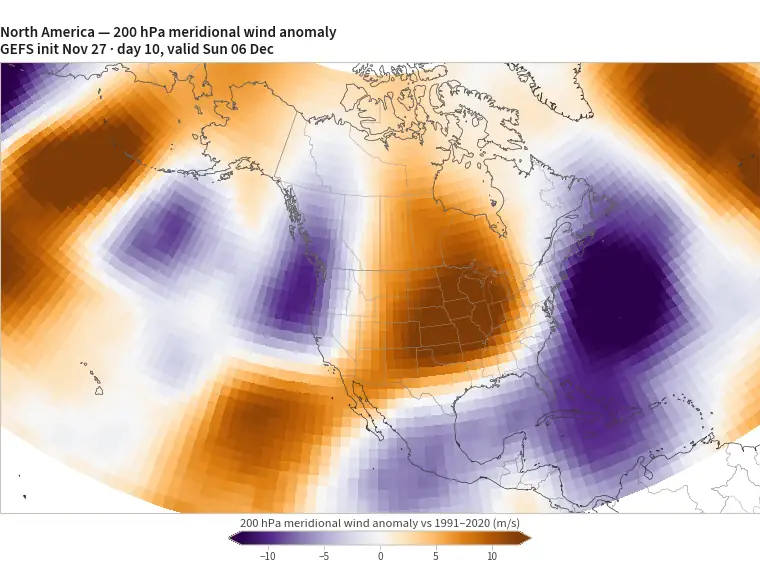 North America — 200 hPa meridional wind anomaly
GEFS init Nov 27 · day 10, valid Sun 06 Dec
200 hPa meridional wind anomaly vs 1991–2020 (m/s)
−10 −5 0 5 10